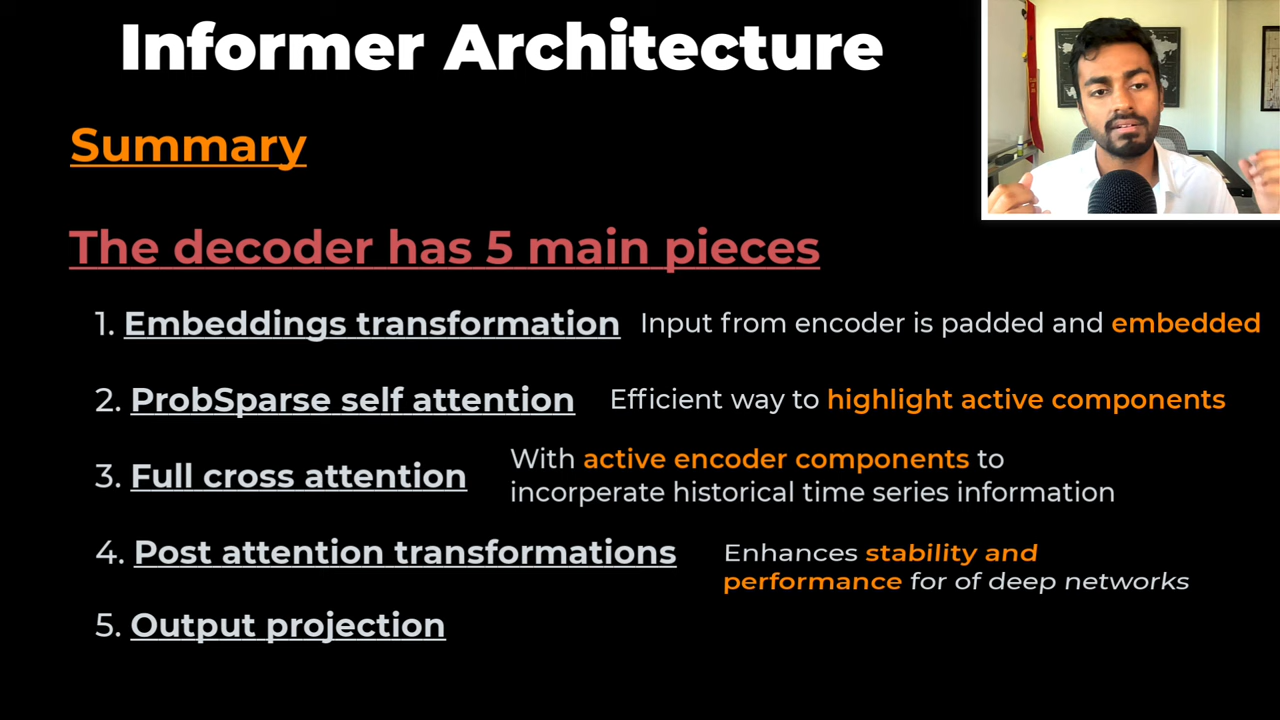 Informer Architecture
Summary
The decoder has 5 main pieces
1. Embeddings transformation Input from encoder is padded and embedded
2. ProbSparse self attention Efficient way to highlight active components
3. Full cross attention With active encoder components to
incorperate historical time series information
4. Post attention transformations Enhances stability and
performance for of deep networks
5. Output projection